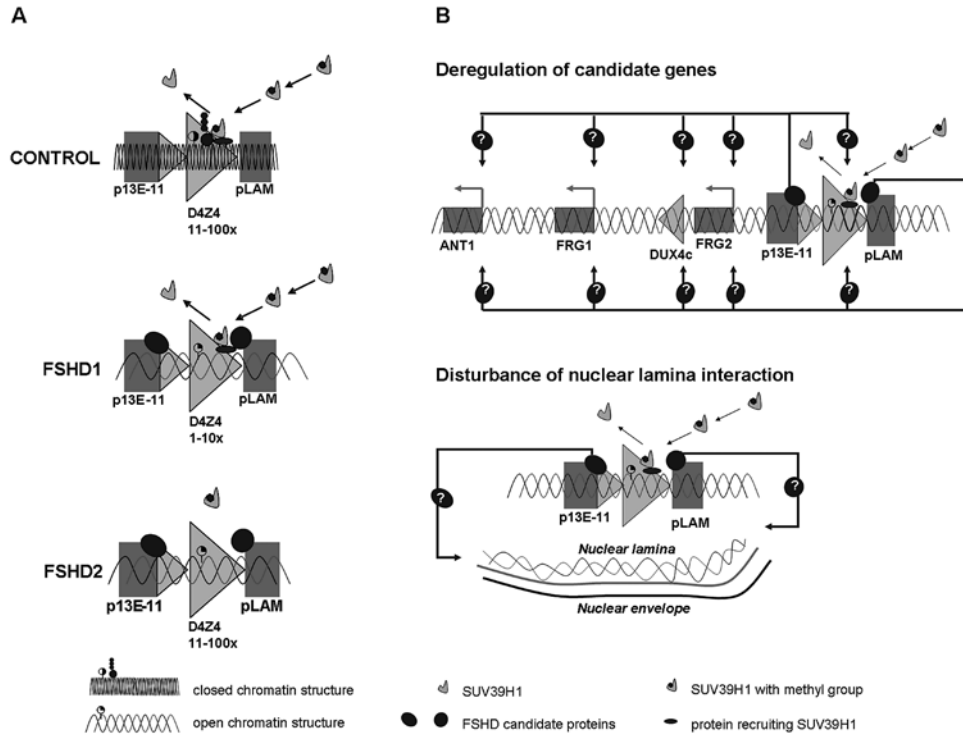 A
CONTROL
p13E-11
pLAM
D4Z4
11-100x
FSHD1
p13E-11
pLAM
D4Z4
1-10x
FSHD2
p13E-11
pLAM
D4Z4
11-100x
B
Deregulation of candidate genes
? ? ? ? ?
ANT1
FRG1
DUX4c
FRG2
p13E-11
pLAM
? ? ? ? ?
Disturbance of nuclear lamina interaction
p13E-11
pLAM
? ?
Nuclear lamina
Nuclear envelope
closed chromatin structure
open chromatin structure
SUV39H1
FSHD candidate proteins
SUV39H1 with methyl group
protein recruiting SUV39H1